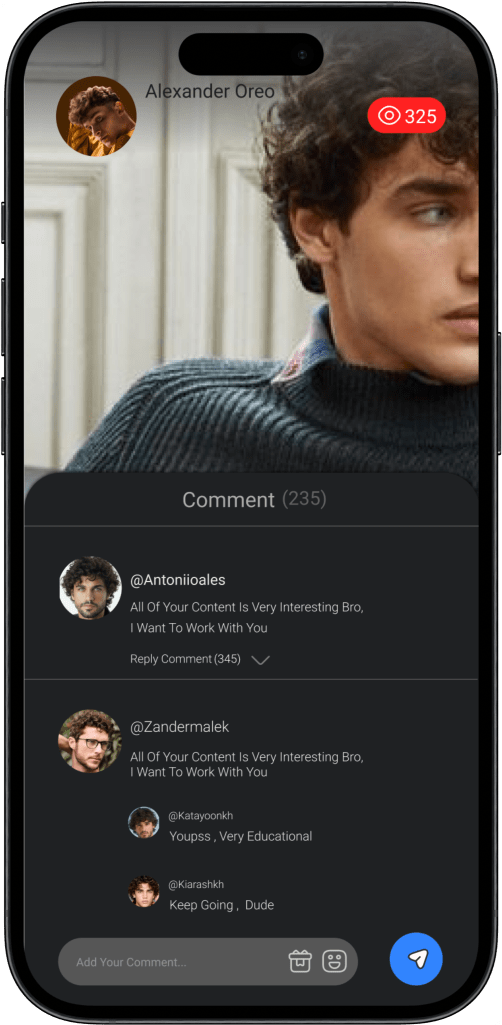 Alexander Oreo
325
Comment (235)
@Antoniioales
All Of Your Content Is Very Interesting Bro,
I Want To Work With You
Reply Comment (345)
@Zandermalek
All Of Your Content Is Very Interesting Bro,
I Want To Work With You
@Katayoonkh
Youpss , Very Educational
@Kiarashkh
Keep Going , Dude
Add Your Comment...